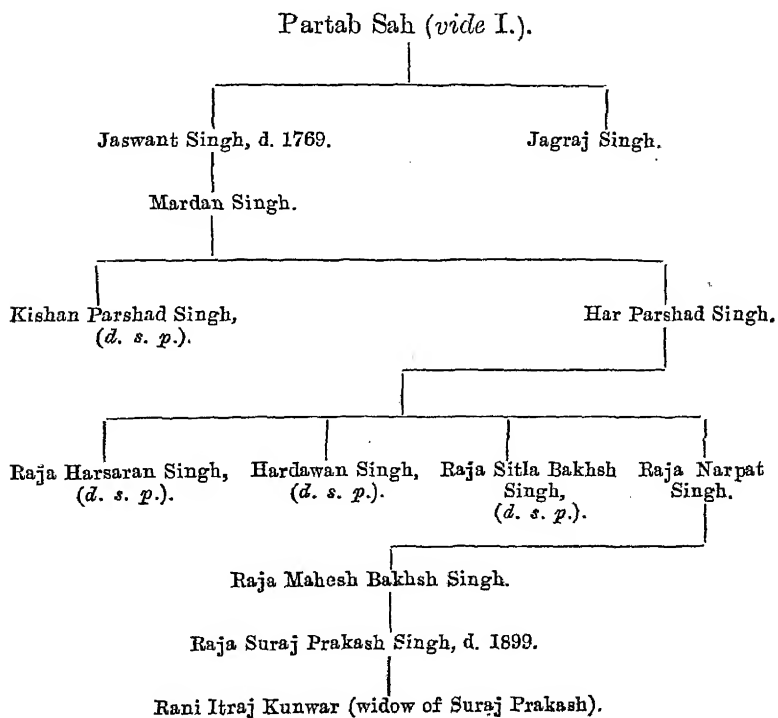 Partab Sah (vide I.).
Jaswant Singh, d. 1769.
Jagraj Singh.
Mardan Singh.
Kishan Parshad Singh,
(d. s. p.).
Har Parshad Singh.
Raja Harsaran Singh,
(d. s. p.).
Hardawan Singh,
(d. s. p.).
Raja Sitla Bakhsh
Singh,
(d. s. p.).
Raja Narpat
Singh.
Raja Mahesh Bakhsh Singh.
Raja Suraj Prakash Singh, d. 1899.
Rani Itraj Kunwar (widow of Suraj Prakash).